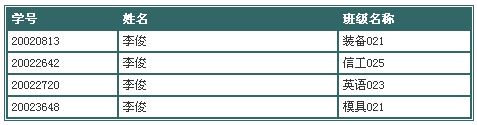 学号 姓名 班级名称
20020813 李俊 装备021
20022642 李俊 信工025
20022720 李俊 英语023
20023648 李俊 模具021